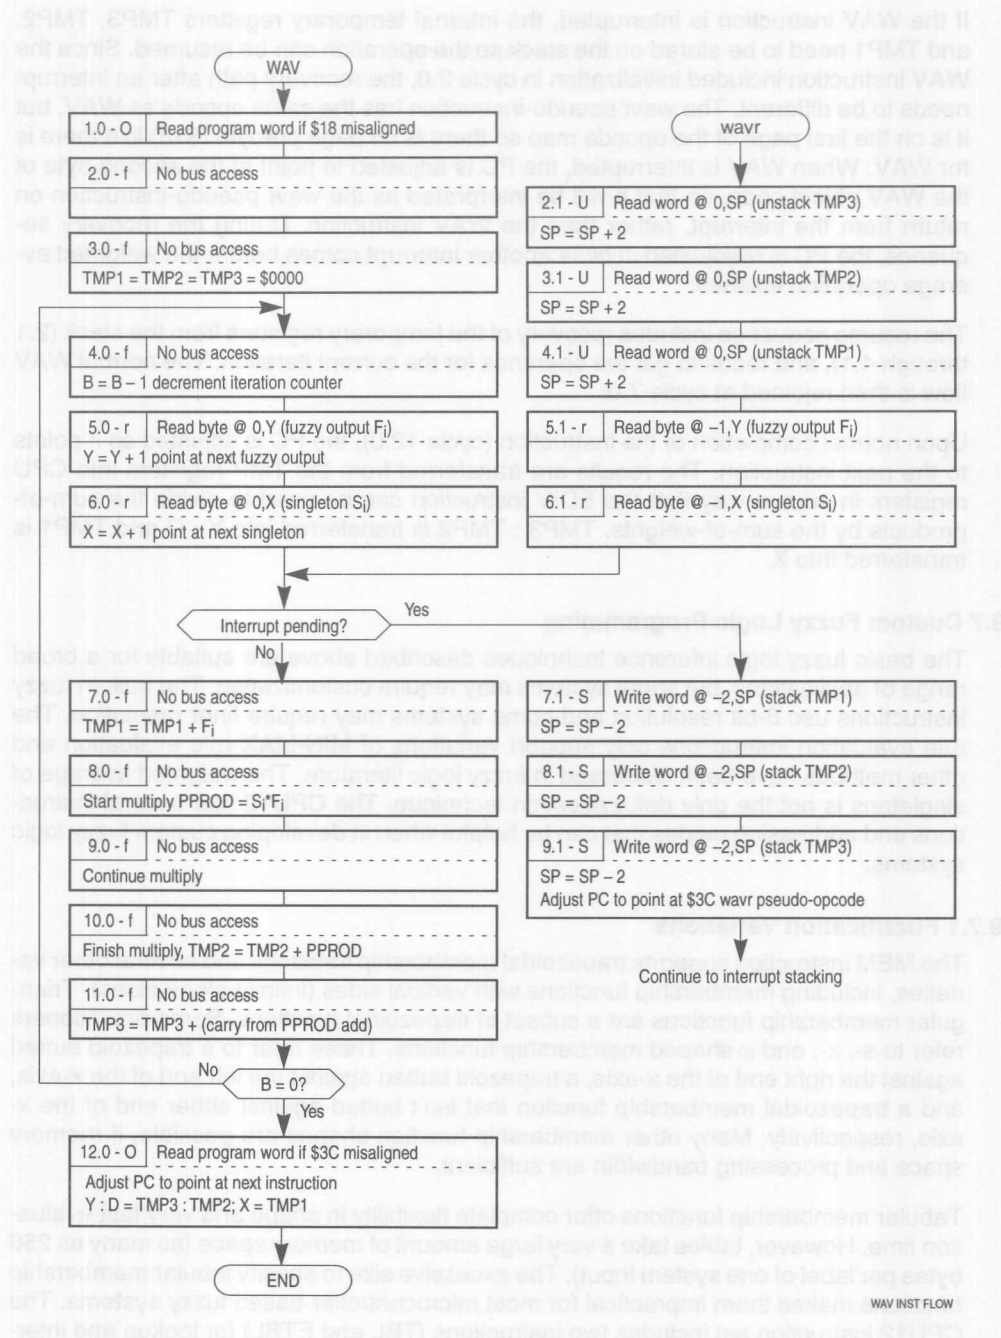 WAV
1.0 - O Read program word if $18 misaligned
2.0 - f No bus access
3.0 - f No bus access
TMP1 = TMP2 = TMP3 = $0000
4.0 - f No bus access
B = B – 1 decrement iteration counter
5.0 - r Read byte @ 0,Y (fuzzy output Fi)
Y = Y + 1 point at next fuzzy output
6.0 - r Read byte @ 0,X (singleton Si)
X = X + 1 point at next singleton
wavr
2.1 - U Read word @ 0,SP (unstack TMP3)
SP = SP + 2
3.1 - U Read word @ 0,SP (unstack TMP2)
SP = SP + 2
4.1 - U Read word @ 0,SP (unstack TMP1)
SP = SP + 2
5.1 - r Read byte @ –1,Y (fuzzy output Fi)
6.1 - r Read byte @ –1,X (singleton Si)
Interrupt pending?
Yes
No
7.0 - f No bus access
TMP1 = TMP1 + Fi
8.0 - f No bus access
Start multiply PPROD = Si*Fi
9.0 - f No bus access
Continue multiply
10.0 - f No bus access
Finish multiply, TMP2 = TMP2 + PPROD
11.0 - f No bus access
TMP3 = TMP3 + (carry from PPROD add)
7.1 - S Write word @ –2,SP (stack TMP1)
SP = SP – 2
8.1 - S Write word @ –2,SP (stack TMP2)
SP = SP – 2
9.1 - S Write word @ –2,SP (stack TMP3)
SP = SP – 2
Adjust PC to point at $3C wavr pseudo-opcode
Continue to interrupt stacking
No
B = 0?
Yes
12.0 - O Read program word if $3C misaligned
Adjust PC to point at next instruction
Y : D = TMP3 : TMP2; X = TMP1
END
WAV INST FLOW